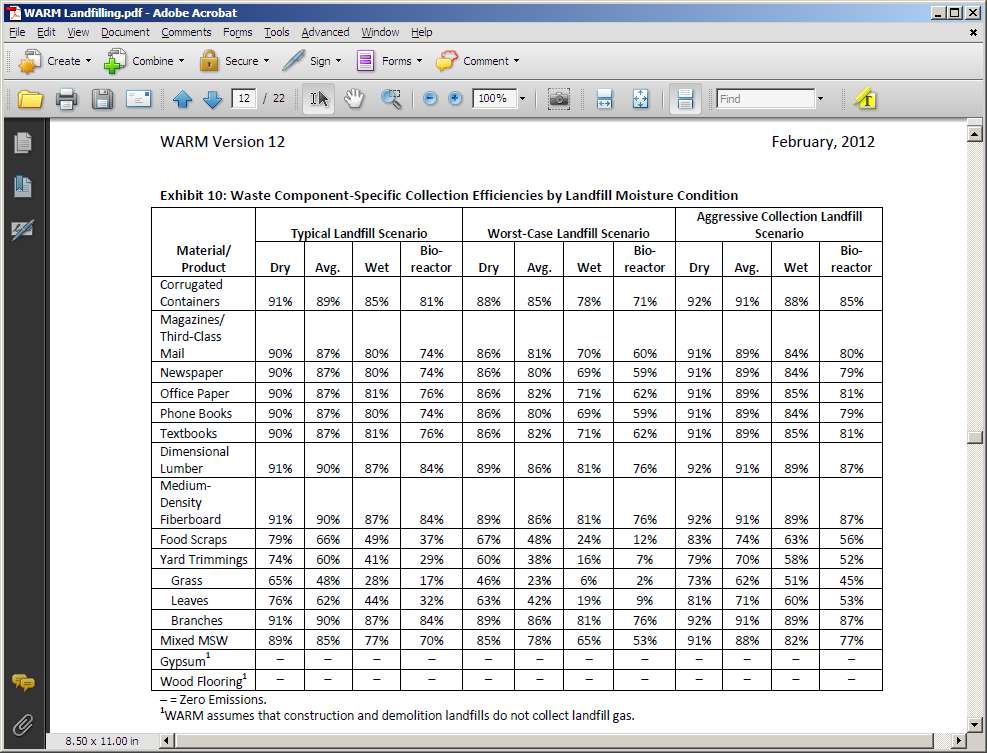 WARM Landfilling.pdf - Adobe Acrobat
File Edit View Document Comments Forms Tools Advanced Window Help
Create Combine Secure Sign Forms Comment
12 / 22 100% Find
WARM Version 12 February, 2012
Exhibit 10: Waste Component-Specific Collection Efficiencies by Landfill Moisture Condition
Aggressive Collection Landfill
Typical Landfill Scenario Worst-Case Landfill Scenario Scenario
Material/ Bio- Bio- Bio-
Product Dry Avg. Wet reactor Dry Avg. Wet reactor Dry Avg. Wet reactor
Corrugated
Containers 91% 89% 85% 81% 88% 85% 78% 71% 92% 91% 88% 85%
Magazines/
Third-Class
Mail 90% 87% 80% 74% 86% 81% 70% 60% 91% 89% 84% 80%
Newspaper 90% 87% 80% 74% 86% 80% 69% 59% 91% 89% 84% 79%
Office Paper 90% 87% 81% 76% 86% 82% 71% 62% 91% 89% 85% 81%
Phone Books 90% 87% 80% 74% 86% 80% 69% 59% 91% 89% 84% 79%
Textbooks 90% 87% 81% 76% 86% 82% 71% 62% 91% 89% 85% 81%
Dimensional
Lumber 91% 90% 87% 84% 89% 86% 81% 76% 92% 91% 89% 87%
Medium-
Density
Fiberboard 91% 90% 87% 84% 89% 86% 81% 76% 92% 91% 89% 87%
Food Scraps 79% 66% 49% 37% 67% 48% 24% 12% 83% 74% 63% 56%
Yard Trimmings 74% 60% 41% 29% 60% 38% 16% 7% 79% 70% 58% 52%
Grass 65% 48% 28% 17% 46% 23% 6% 2% 73% 62% 51% 45%
Leaves 76% 62% 44% 32% 63% 42% 19% 9% 81% 71% 60% 53%
Branches 91% 90% 87% 84% 89% 86% 81% 76% 92% 91% 89% 87%
Mixed MSW 89% 85% 77% 70% 85% 78% 65% 53% 91% 88% 82% 77%
Gypsum¹ – – – – – – – – – – – –
Wood Flooring¹ – – – – – – – – – – – –
– = Zero Emissions.
¹WARM assumes that construction and demolition landfills do not collect landfill gas.
8.50 x 11.00 in